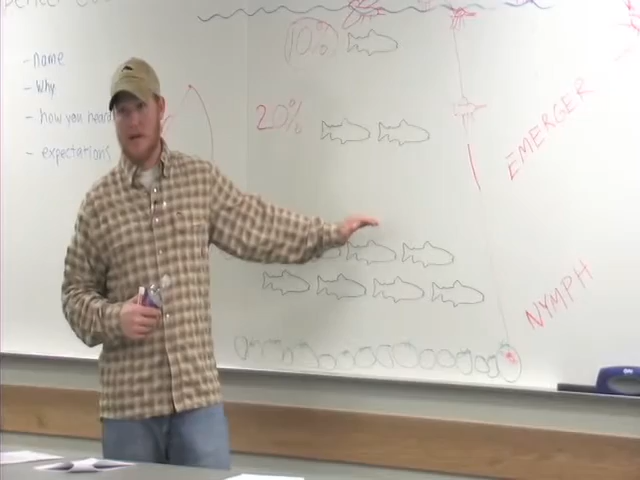 - name
- Why
- how you heard
- expectations
10%
20%
EMERGER
NYMPH